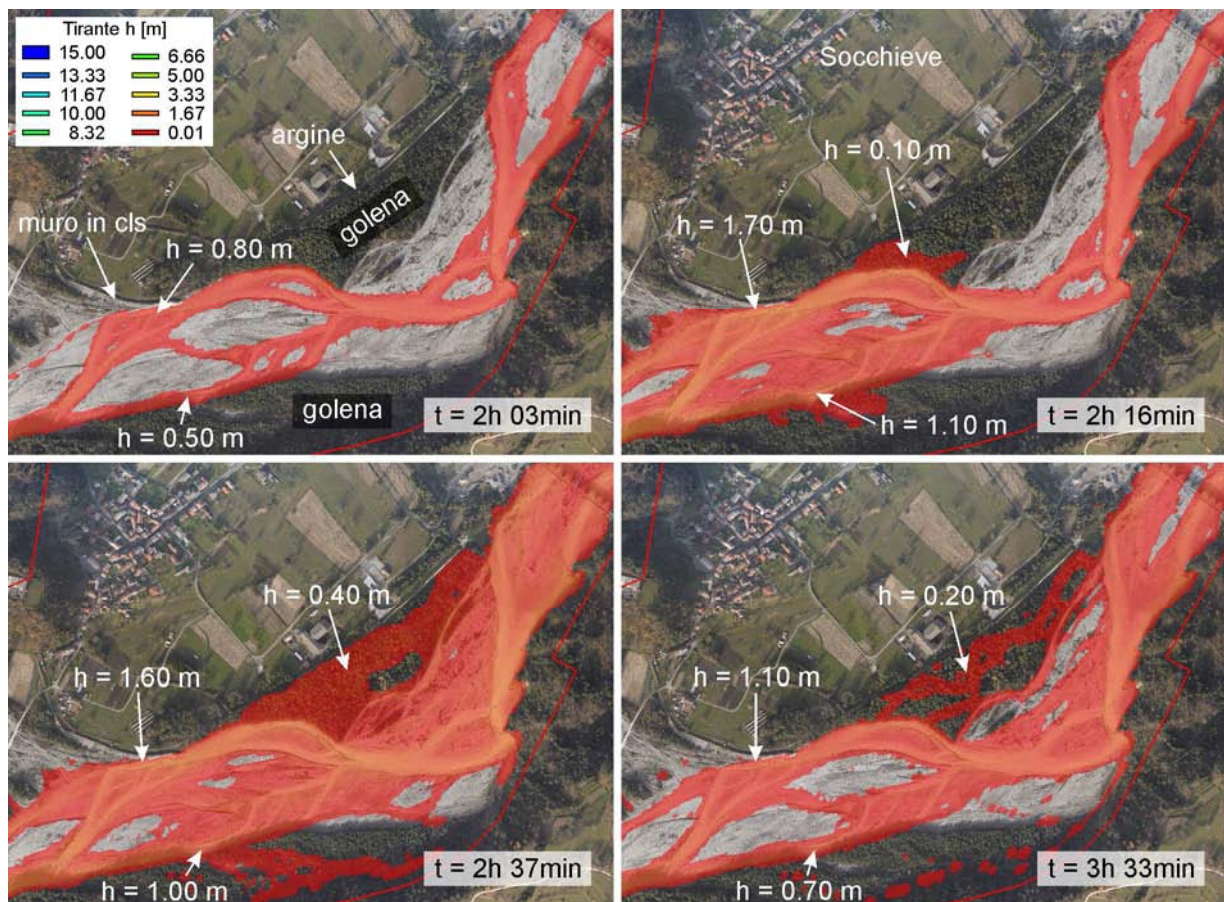 Tirante h [m]
15.00
13.33
11.67
10.00
8.32
6.66
5.00
3.33
1.67
0.01
argine
golena
muro in cls
h = 0.80 m
golena
h = 0.50 m
t = 2h 03min
Socchieve
h = 0.10 m
h = 1.70 m
h = 1.10 m
t = 2h 16min
h = 0.40 m
h = 1.60 m
h = 1.00 m
t = 2h 37min
h = 0.20 m
h = 1.10 m
h = 0.70 m
t = 3h 33min